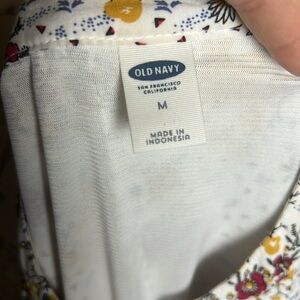 OLD NAVY
SAN FRANCISCO
CALIFORNIA
M
MADE IN
INDONESIA